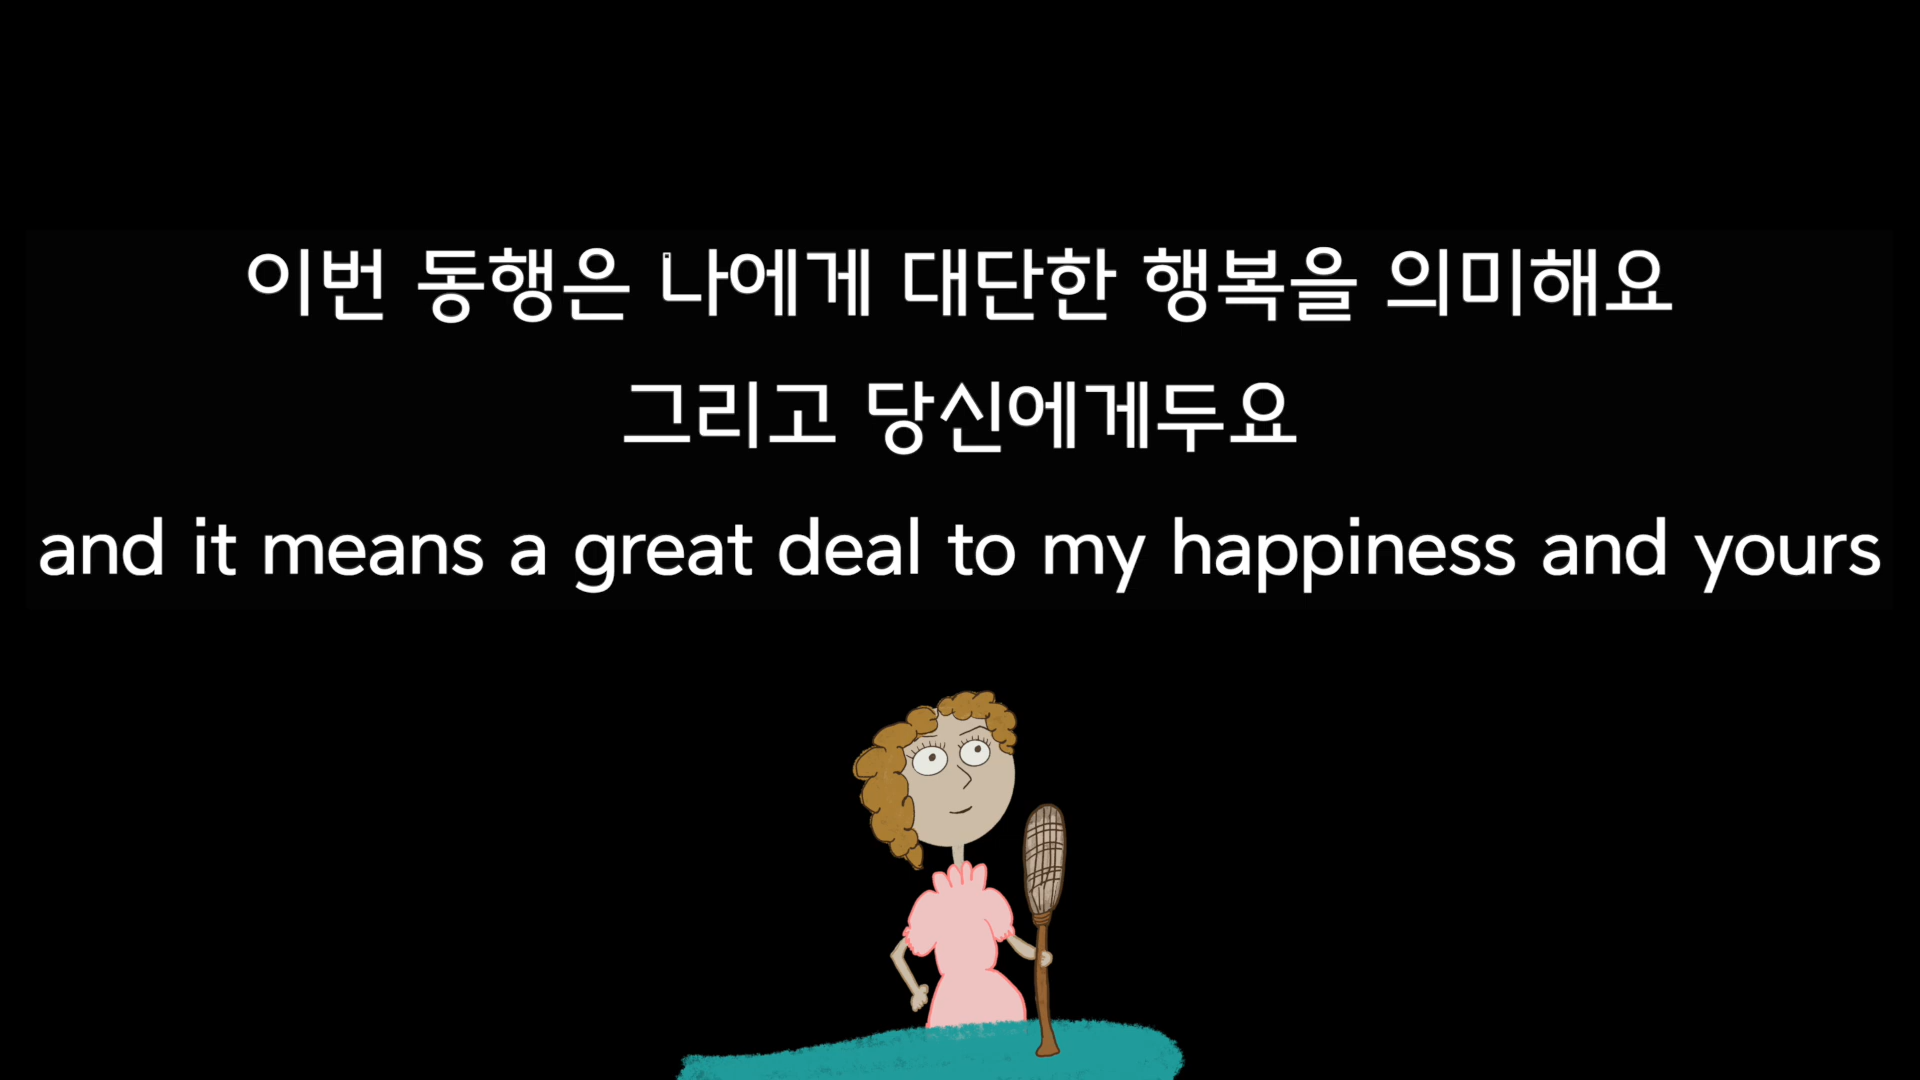 이번 동행은 나에게 대단한 행복을 의미해요
그리고 당신에게두요
and it means a great deal to my happiness and yours